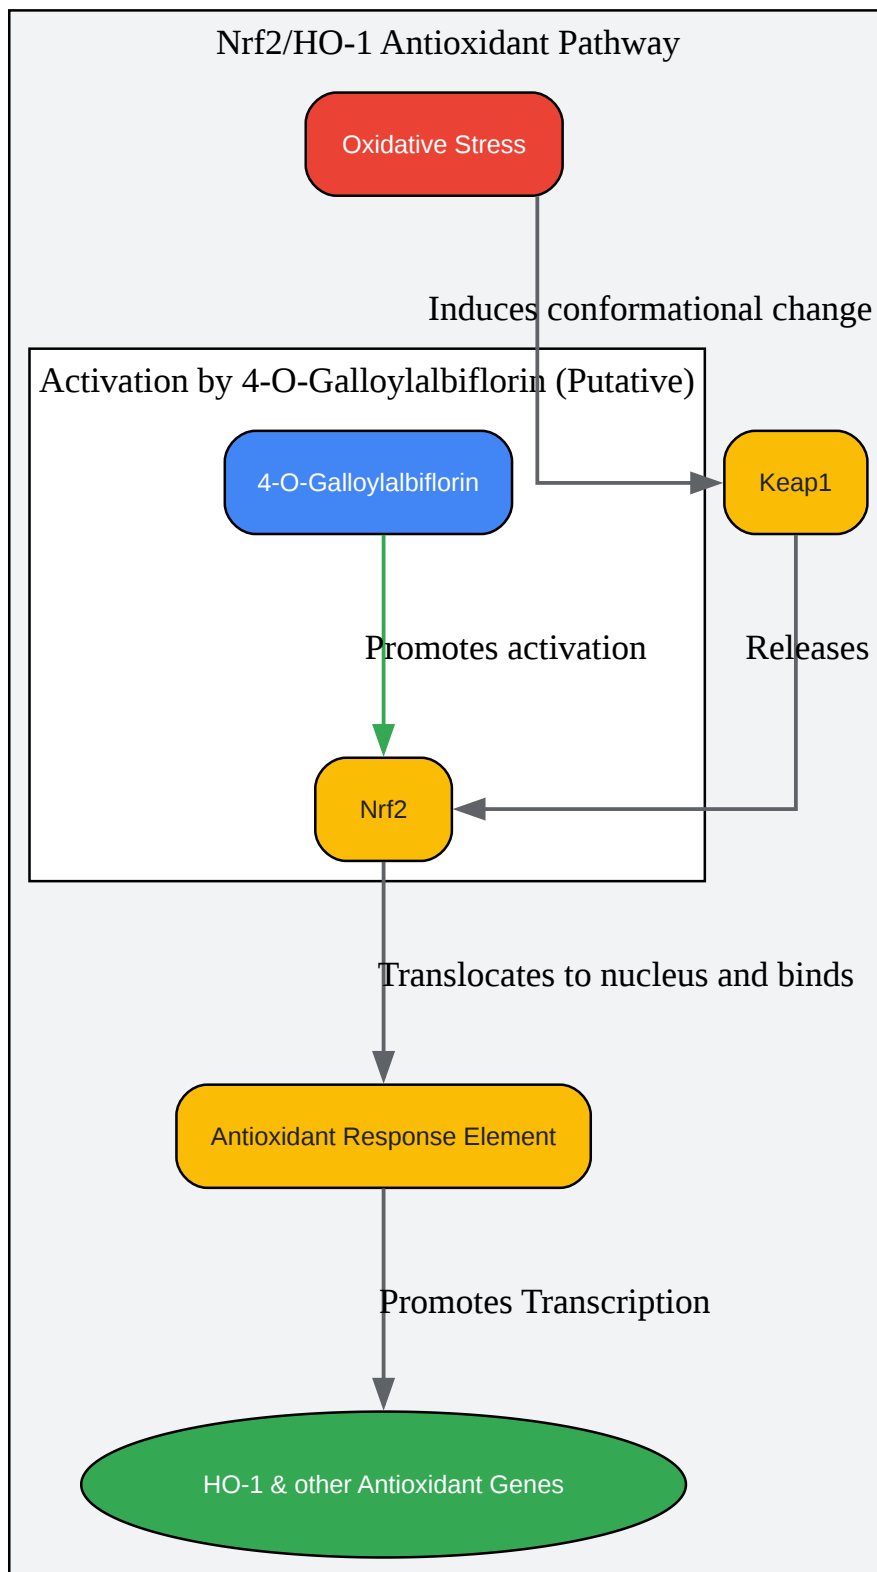 Nrf2/HO-1 Antioxidant Pathway
Oxidative Stress
Induces conformational change
Activation by 4-O-Galloylalbiflorin (Putative)
4-O-Galloylalbiflorin
Keap1
Promotes activation
Releases
Nrf2
Translocates to nucleus and binds
Antioxidant Response Element
Promotes Transcription
HO-1 & other Antioxidant Genes